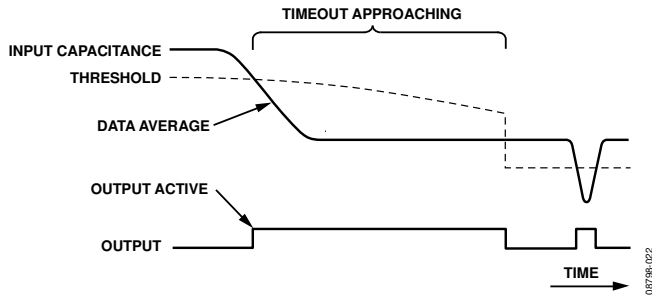 TIMEOUT APPROACHING
INPUT CAPACITANCE
THRESHOLD
DATA AVERAGE
OUTPUT ACTIVE
OUTPUT
TIME
08798-022